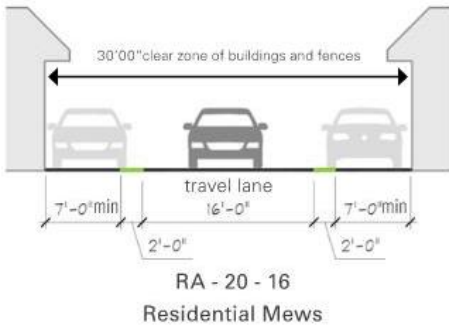 30'00"clear zone of buildings and fences
travel lane
7'-0"min 16'-0" 7'-0"min
2'-0" 2'-0"
RA - 20 - 16
Residential Mews